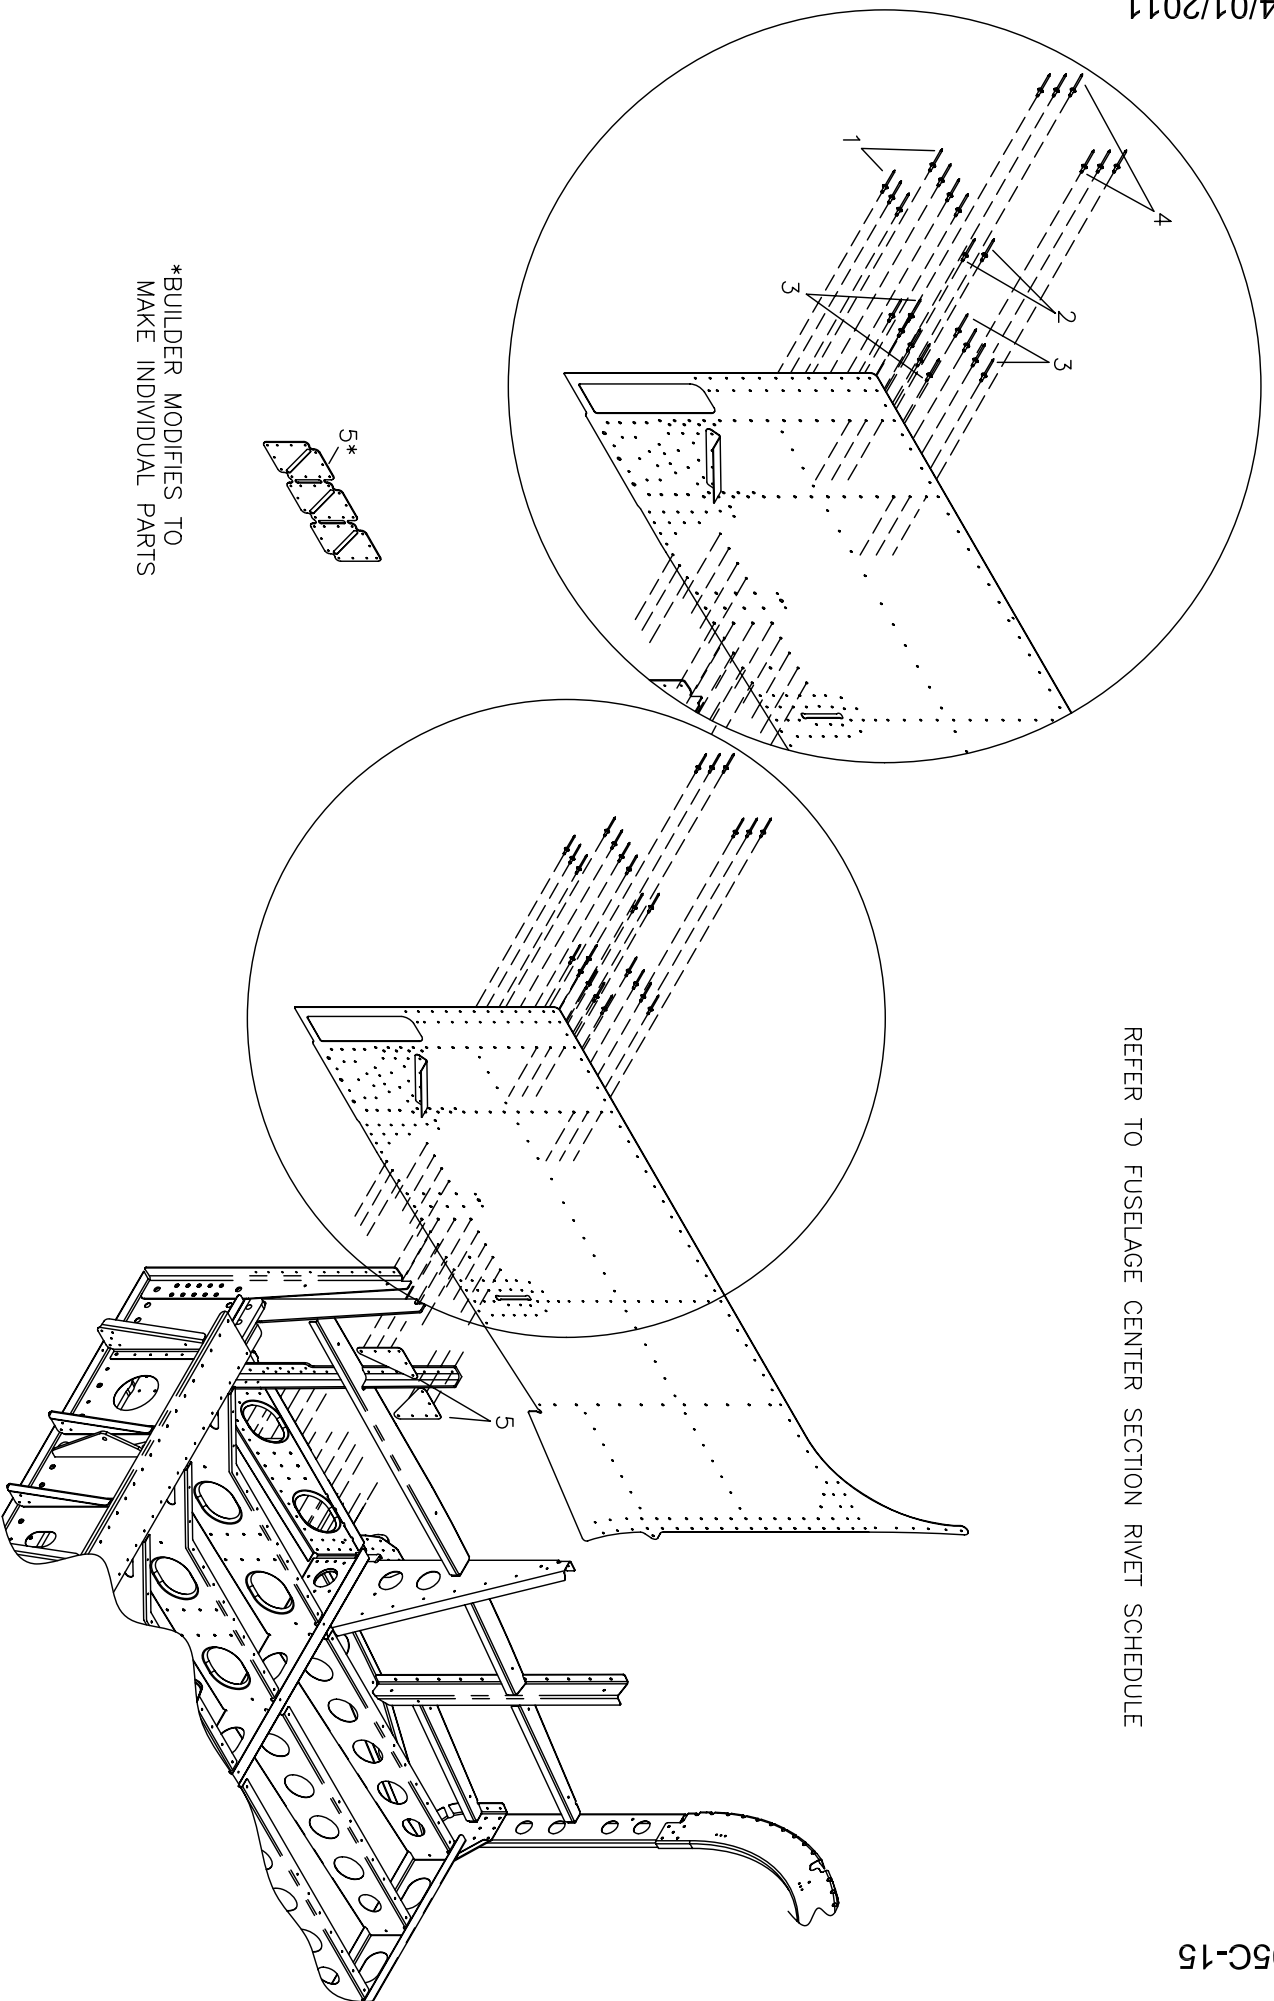 REFER TO FUSELAGE CENTER SECTION RIVET SCHEDULE
4
1
2
3
3
5*
5
*BUILDER MODIFIES TO
MAKE INDIVIDUAL PARTS
4/01/2011
05C-15